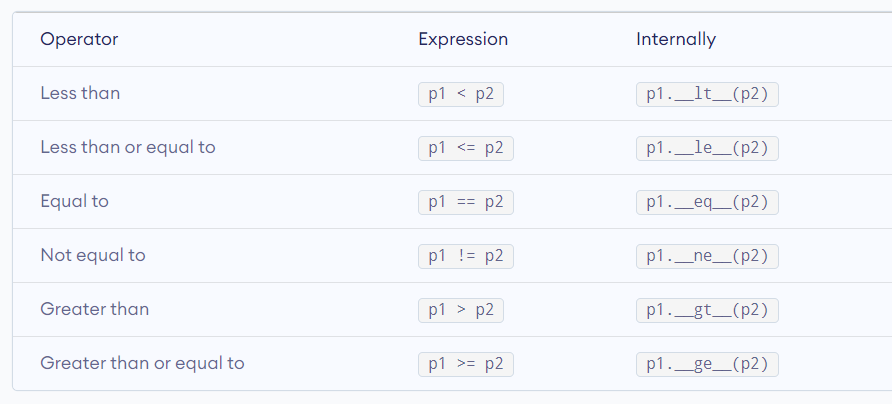 Operator Expression Internally
Less than p1 < p2 p1.__lt__(p2)
Less than or equal to p1 <= p2 p1.__le__(p2)
Equal to p1 == p2 p1.__eq__(p2)
Not equal to p1 != p2 p1.__ne__(p2)
Greater than p1 > p2 p1.__gt__(p2)
Greater than or equal to p1 >= p2 p1.__ge__(p2)